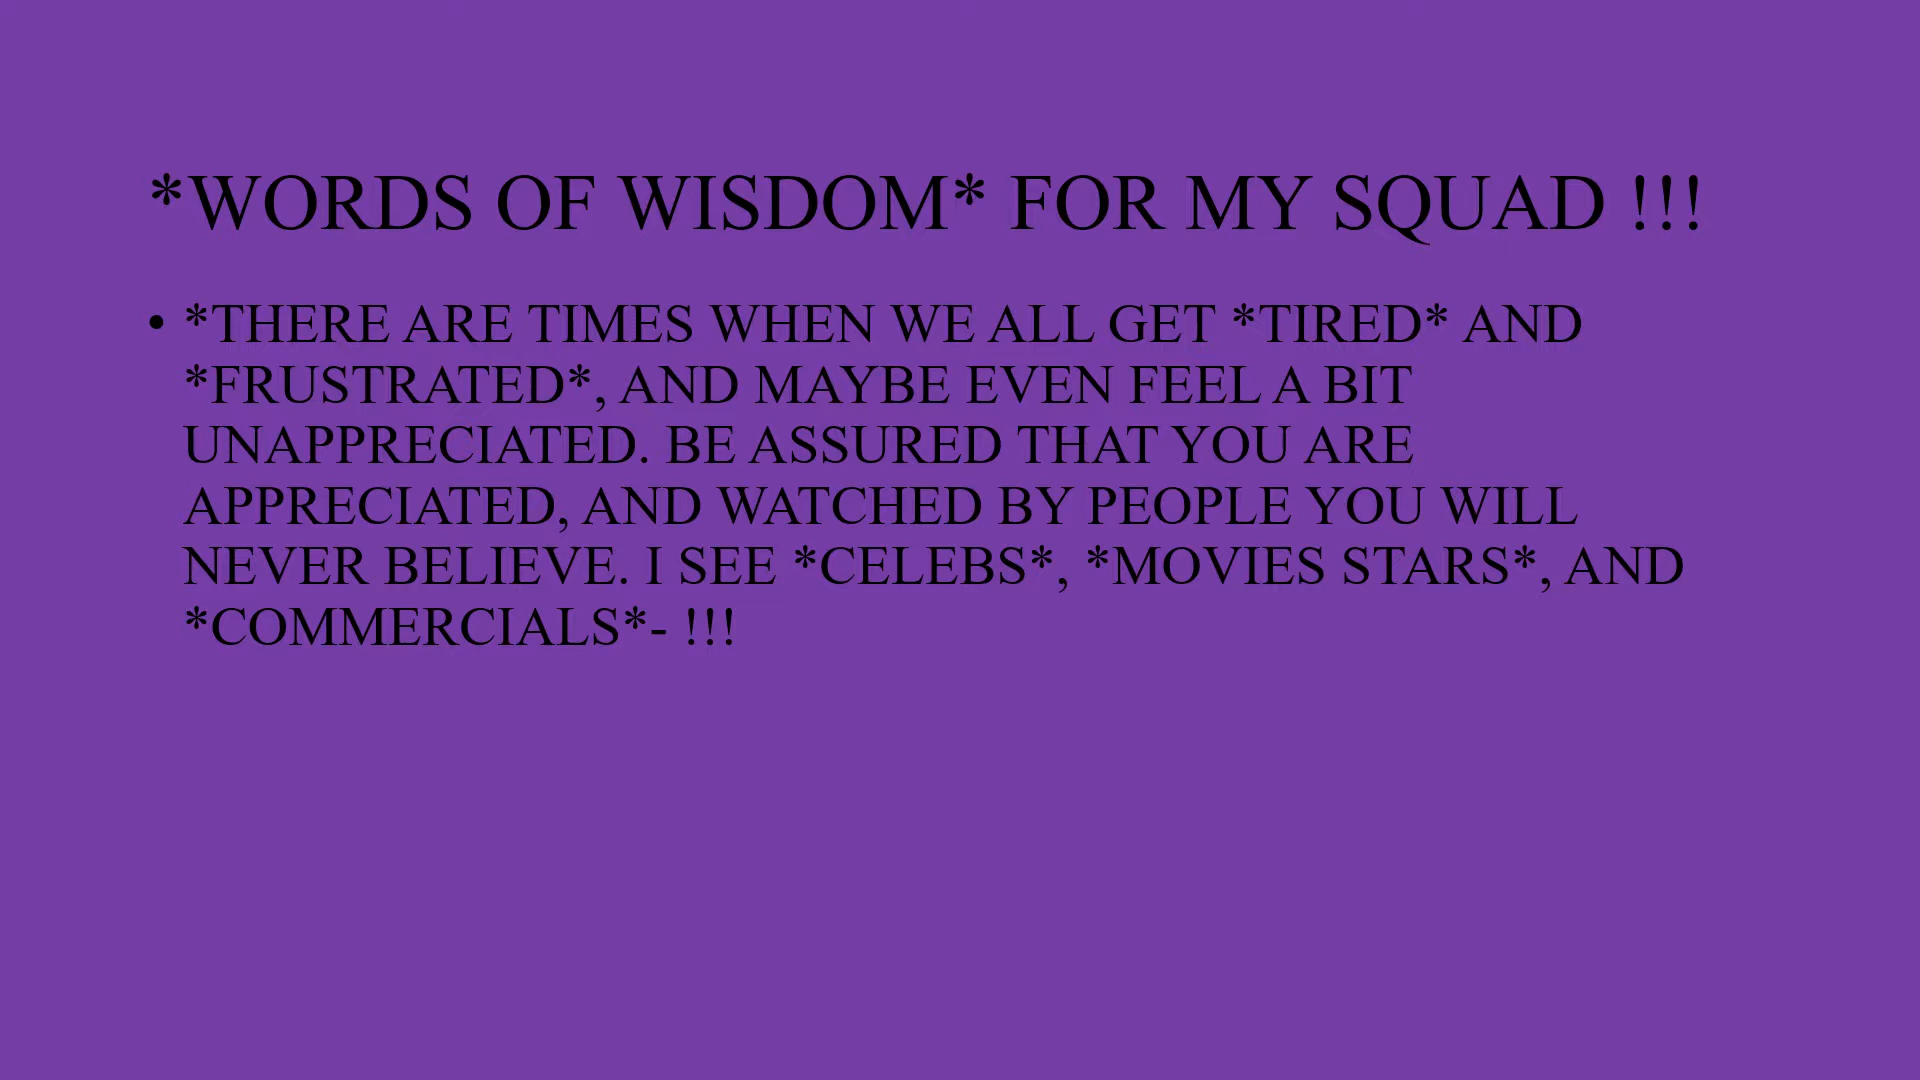 *WORDS OF WISDOM* FOR MY SQUAD !!!
• *THERE ARE TIMES WHEN WE ALL GET *TIRED* AND
*FRUSTRATED*, AND MAYBE EVEN FEEL A BIT
UNAPPRECIATED. BE ASSURED THAT YOU ARE
APPRECIATED, AND WATCHED BY PEOPLE YOU WILL
NEVER BELIEVE. I SEE *CELEBS*, *MOVIES STARS*, AND
*COMMERCIALS*- !!!